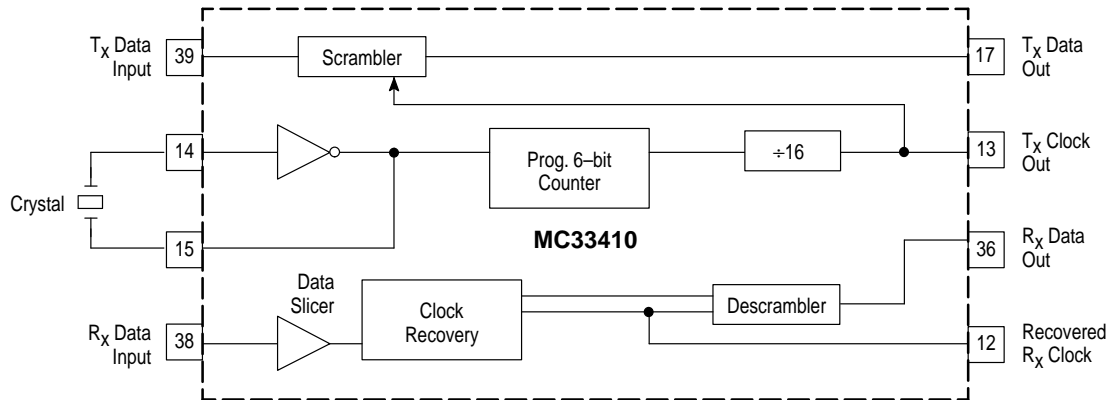 Tx Data
Input
39
Scrambler
17
Tx Data
Out
14
Prog. 6–bit
Counter
÷16
13
Tx Clock
Out
Crystal
15
MC33410
36
Rx Data
Out
Data
Slicer
Clock
Recovery
Descrambler
Rx Data
Input
38
12
Recovered
Rx Clock